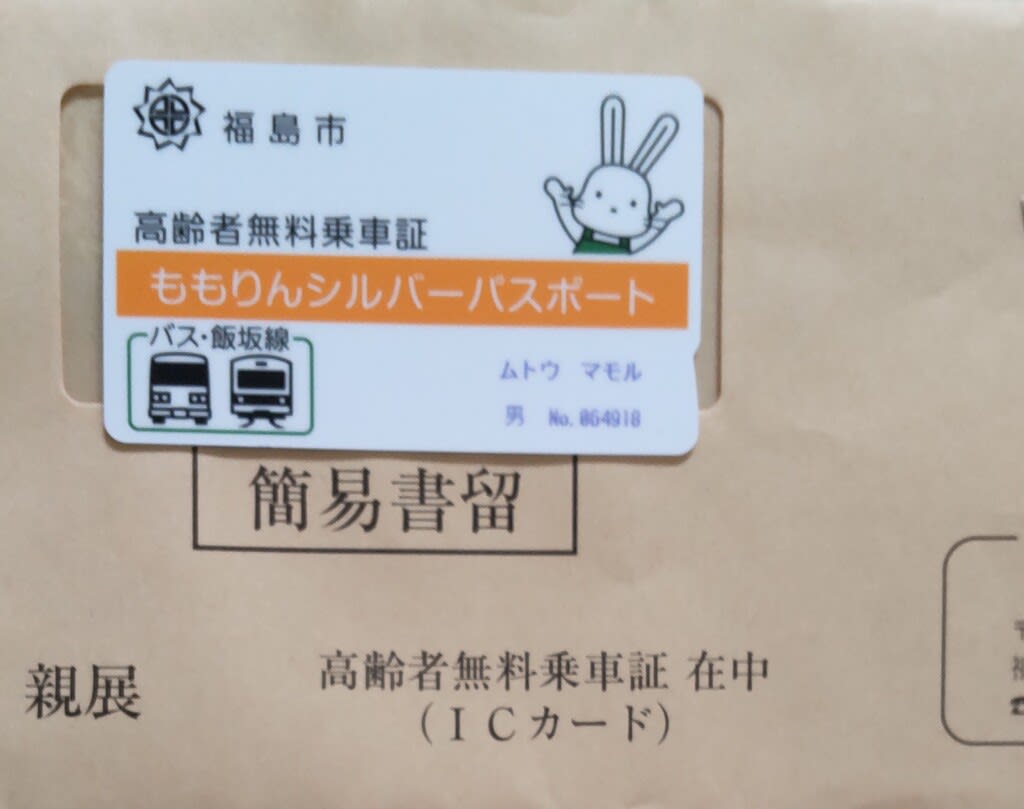 福島市
高齢者無料乗車証
ももりんシルバーパスポート
バス・飯坂線
ムトウ マモル
男 No.064918
簡易書留
親展
高齢者無料乗車証 在中
(ICカード)
〒
福
☎